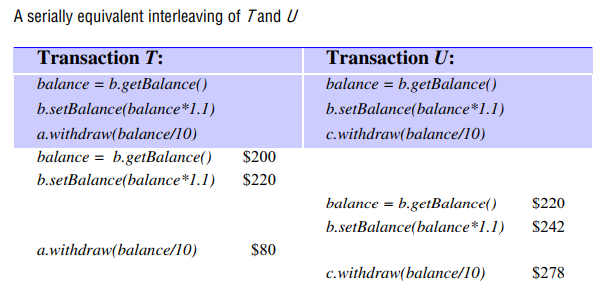 A serially equivalent interleaving of T and U
Transaction T: Transaction U:
balance = b.getBalance() balance = b.getBalance()
b.setBalance(balance*1.1) b.setBalance(balance*1.1)
a.withdraw(balance/10) c.withdraw(balance/10)
balance = b.getBalance() $200
b.setBalance(balance*1.1) $220
balance = b.getBalance() $220
b.setBalance(balance*1.1) $242
a.withdraw(balance/10) $80
c.withdraw(balance/10) $278